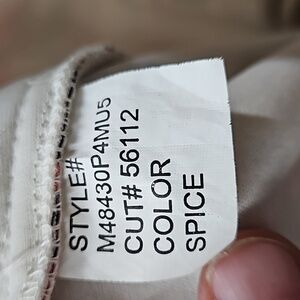 STYLE#
M48430P4MU5
CUT# 56112
COLOR
SPICE